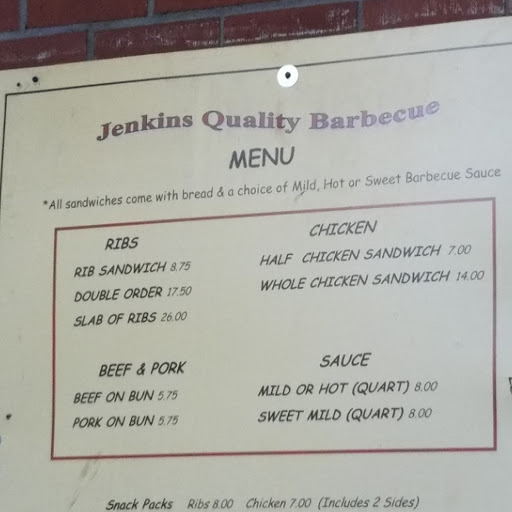 Jenkins Quality Barbecue
MENU
*All sandwiches come with bread & a choice of Mild, Hot or Sweet Barbecue Sauce
RIBS
RIB SANDWICH 8.75
DOUBLE ORDER 17.50
SLAB OF RIBS 26.00
CHICKEN
HALF CHICKEN SANDWICH 7.00
WHOLE CHICKEN SANDWICH 14.00
BEEF & PORK
BEEF ON BUN 5.75
PORK ON BUN 5.75
SAUCE
MILD OR HOT (QUART) 8.00
SWEET MILD (QUART) 8.00
Snack Packs Ribs 8.00 Chicken 7.00 (Includes 2 Sides)